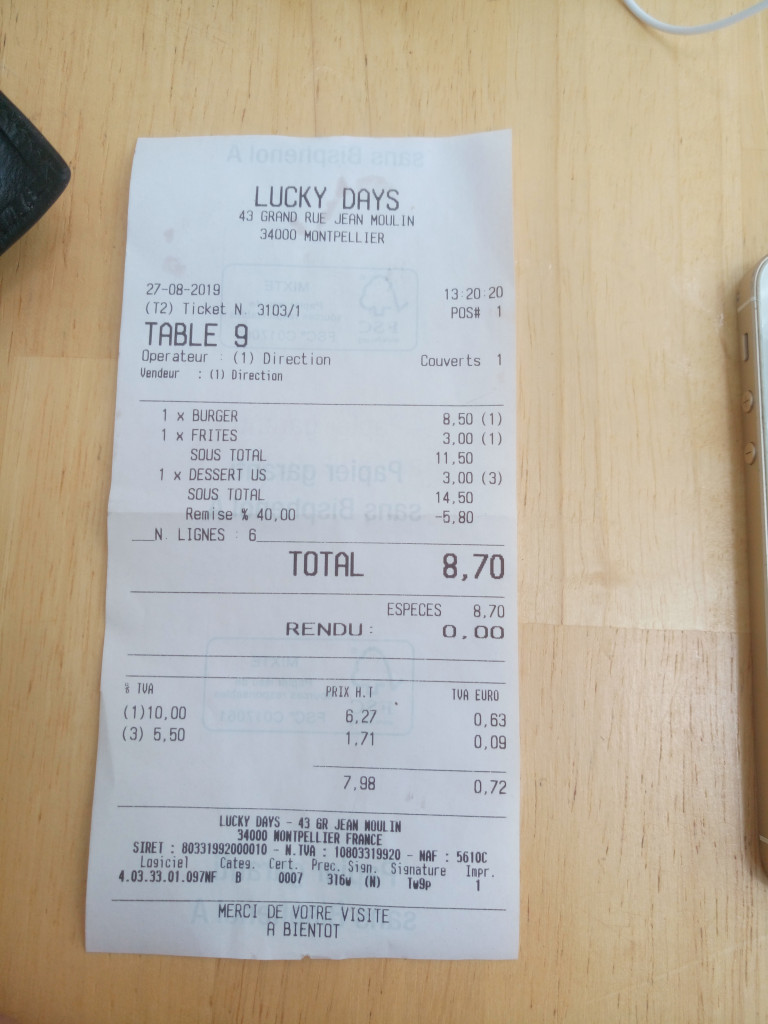 LUCKY DAYS
43 GRAND RUE JEAN MOULIN
34000 MONTPELLIER
27-08-2019 13:20:20
(T2) Ticket N. 3103/1 POS# 1
TABLE 9
Operateur : (1) Direction Couverts 1
Vendeur : (1) Direction
1 x BURGER 8,50 (1)
1 x FRITES 3,00 (1)
SOUS TOTAL 11,50
1 x DESSERT US 3,00 (3)
SOUS TOTAL 14,50
Remise % 40,00 -5,80
___N. LIGNES : 6
TOTAL 8,70
ESPECES 8,70
RENDU: 0,00
% TVA PRIX H.T TVA EURO
(1)10,00 6,27 0,63
(3) 5,50 1,71 0,09
7,98 0,72
LUCKY DAYS - 43 GR JEAN MOULIN
34000 MONTPELLIER FRANCE
SIRET : 80331992000010 - N.TVA : 10803319920 - NAF : 5610C
Logiciel Categ. Cert. Prec. Sign. Signature Impr.
4.03.33.01.097NF B 0007 316w (N) Tw9p 1
MERCI DE VOTRE VISITE
A BIENTOT